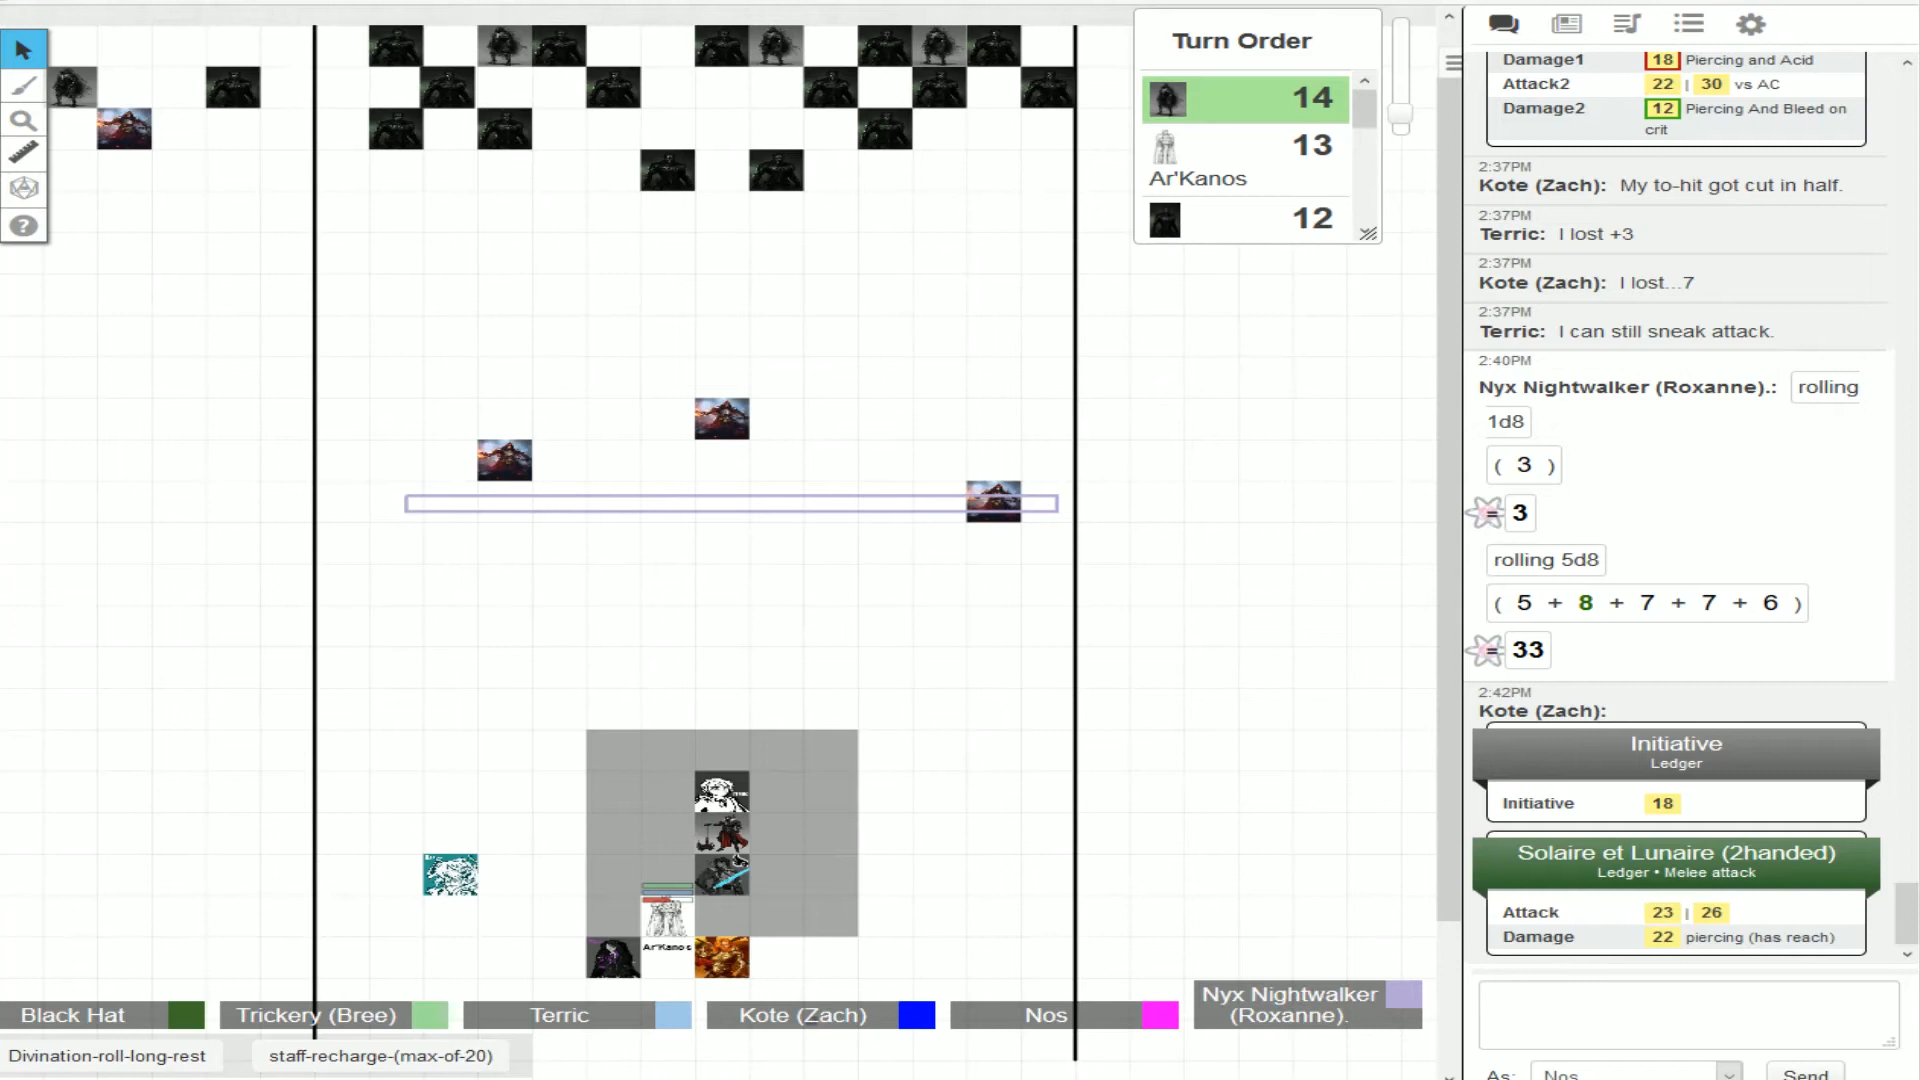 Turn Order
14
13
Ar'Kanos
12
Ar'Kanos
Black Hat
Trickery (Bree)
Terric
Kote (Zach)
Nos
Nyx Nightwalker
(Roxanne).
Divination-roll-long-rest
staff-recharge-(max-of-20)
Damage1 18 Piercing and Acid
Attack2 22 | 30 vs AC
Damage2 12 Piercing And Bleed on
crit
2:37PM
Kote (Zach): My to-hit got cut in half.
2:37PM
Terric: I lost +3
2:37PM
Kote (Zach): I lost...7
2:37PM
Terric: I can still sneak attack.
2:40PM
Nyx Nightwalker (Roxanne).: rolling
1d8
( 3 )
= 3
rolling 5d8
( 5 + 8 + 7 + 7 + 6 )
= 33
2:42PM
Kote (Zach):
Initiative
Ledger
Initiative 18
Solaire et Lunaire (2handed)
Ledger • Melee attack
Attack 23 | 26
Damage 22 piercing (has reach)
As: Nos Send